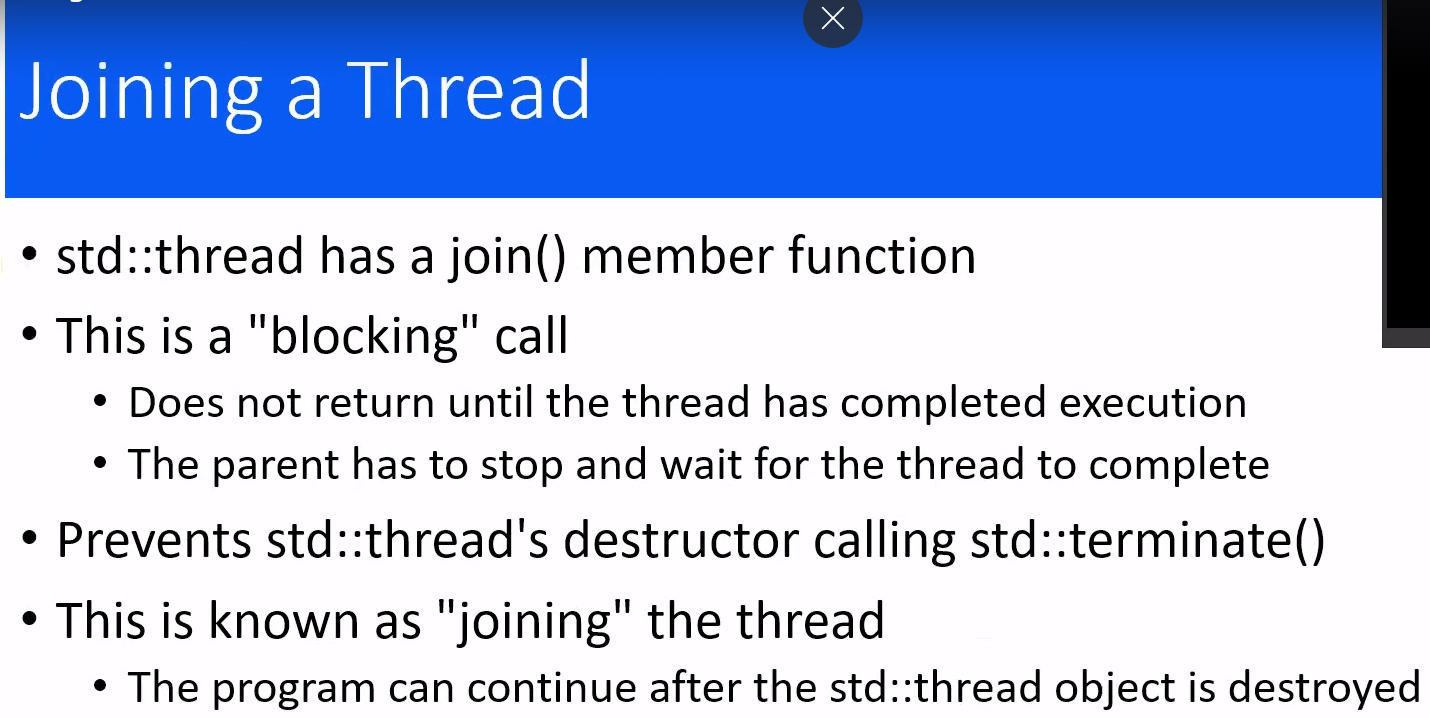 Joining a Thread
• std::thread has a join() member function
• This is a "blocking" call
• Does not return until the thread has completed execution
• The parent has to stop and wait for the thread to complete
• Prevents std::thread's destructor calling std::terminate()
• This is known as "joining" the thread
• The program can continue after the std::thread object is destroyed